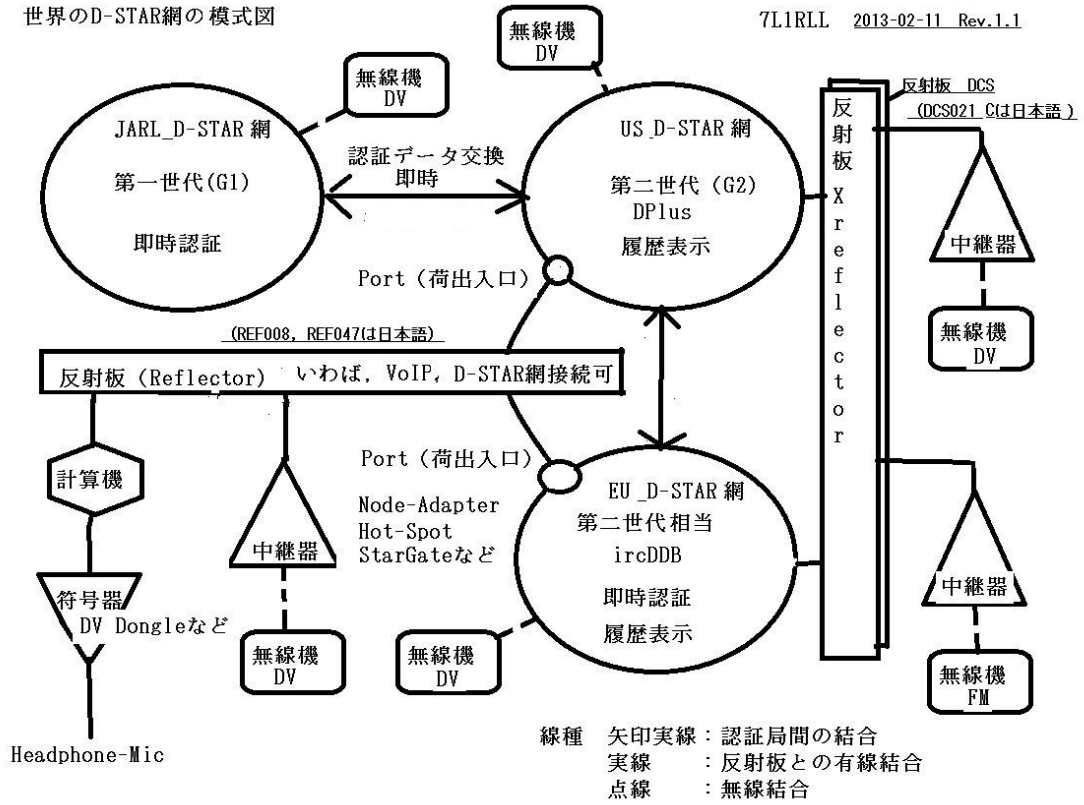 世界のD-STAR網の模式図
7L1RLL 2013-02-11 Rev.1.1
無線機
DV
無線機
DV
反射板 DCS
(DCS021 Cは日本語)
JARL_D-STAR網
第一世代(G1)
即時認証
認証データ交換
即時
US_D-STAR網
第二世代(G2)
DPlus
履歴表示
反射板 Xreflector
中継器
無線機
DV
Port(荷出入口)
(REF008, REF047は日本語)
反射板(Reflector) いわば, VoIP, D-STAR網接続可
計算機
符号器
DV Dongleなど
Headphone-Mic
中継器
無線機
DV
Port(荷出入口)
Node-Adapter
Hot-Spot
StarGateなど
EU_D-STAR網
第二世代相当
ircDDB
即時認証
履歴表示
無線機
DV
中継器
無線機
FM
線種 矢印実線:認証局間の結合
実線 :反射板との有線結合
点線 :無線結合